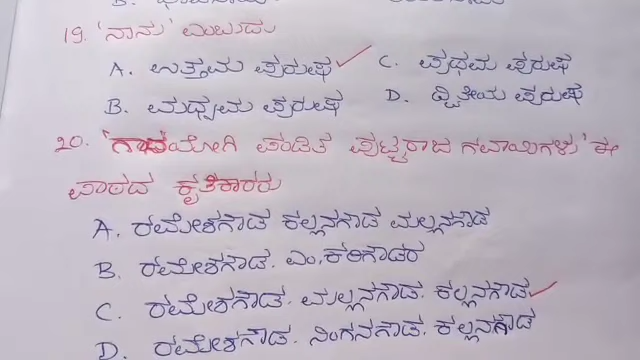 19. 'ನಾನು' ಎಂಬುದು
A. ಉತ್ತಮ ಪುರುಷ C. ಪ್ರಥಮ ಪುರುಷ
B. ಮಧ್ಯಮ ಪುರುಷ D. ದ್ವಿತೀಯ ಪುರುಷ
20. 'ಗಾನಯೋಗಿ ಪಂಡಿತ ಪುಟ್ಟರಾಜ ಗವಾಯಿಗಳು' ಈ
ಪಾಠದ ಕೃತಿಕಾರರು
A. ರಮೇಶಗೌಡ ಕಲ್ಲನಗೌಡ ಮಲ್ಲನಗೌಡ
B. ರಮೇಶಗೌಡ. ಎಂ. ಕರಿಗೌಡರ
C. ರಮೇಶಗೌಡ. ಮಲ್ಲನಗೌಡ. ಕಲ್ಲನಗೌಡ
D. ರಮೇಶಗೌಡ. ನಿಂಗನಗೌಡ. ಕಲ್ಲನಗೌಡ